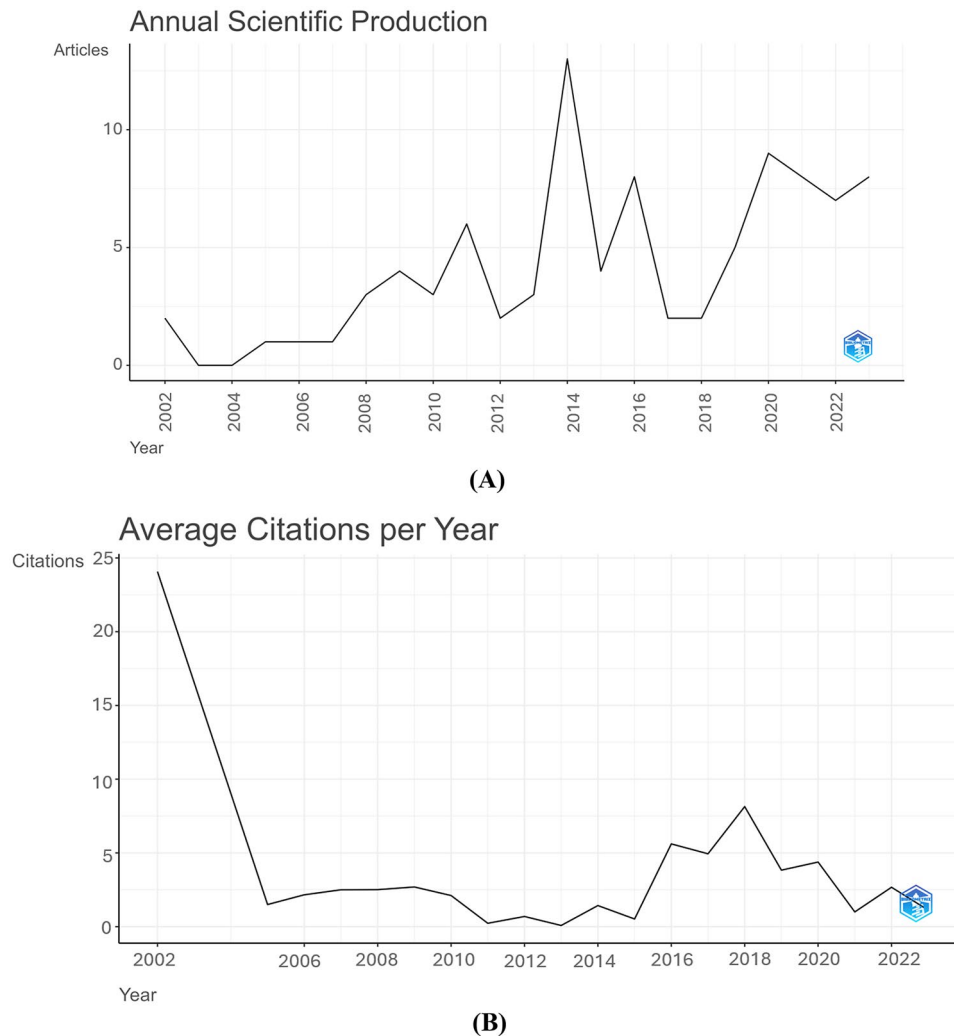 Annual Scientific Production
Articles
10
5
0
2002 2004 2006 2008 2010 2012 2014 2016 2018 2020 2022
Year
(A)
Average Citations per Year
Citations 25
20
15
10
5
0
2002 2006 2008 2010 2012 2014 2016 2018 2020 2022
Year
(B)